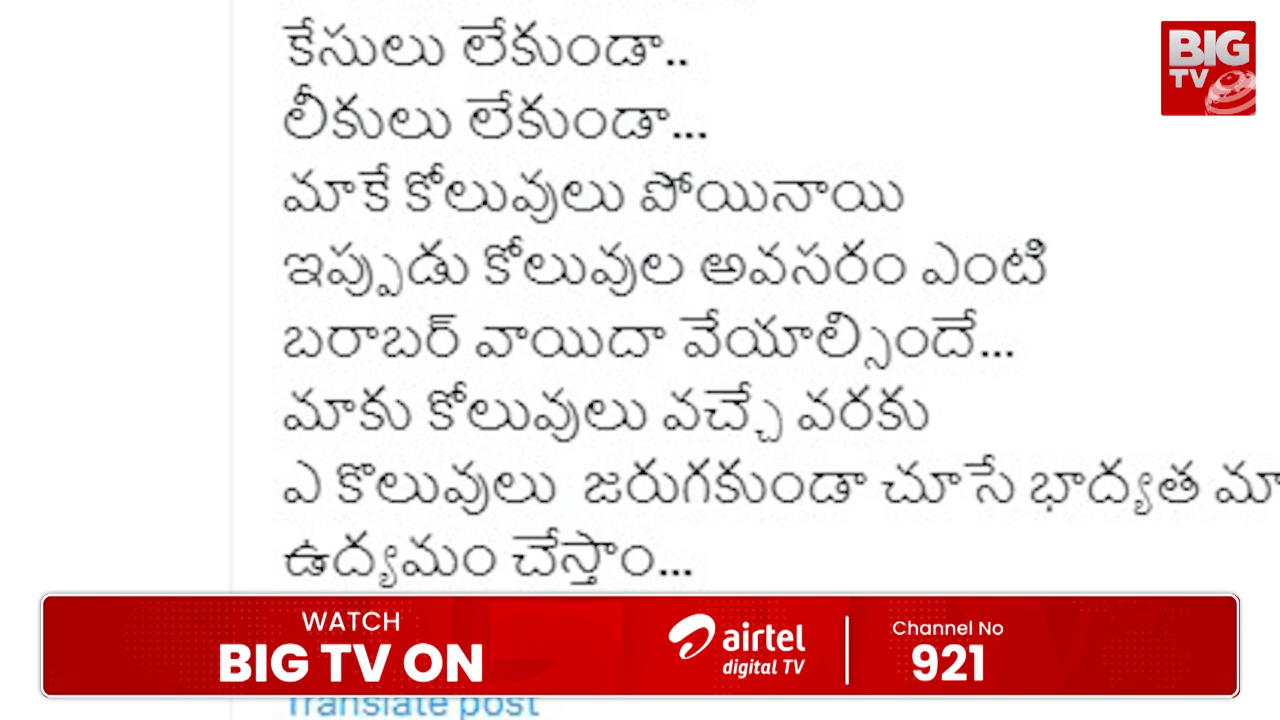 కేసులు లేకుండా..
లీకులు లేకుండా...
మాకే కోలువులు పోయినాయి
ఇప్పుడు కోలువుల అవసరం ఎంటి
బరాబర్ వాయిదా వేయాల్సిందే...
మాకు కోలువులు వచ్చే వరకు
ఎ కొలువులు జరుగకుండా చూసే భాద్యత మా
ఉద్యమం చేస్తాం...
BIG
TV
WATCH
BIG TV ON
airtel
digital TV
Channel No
921
Translate post